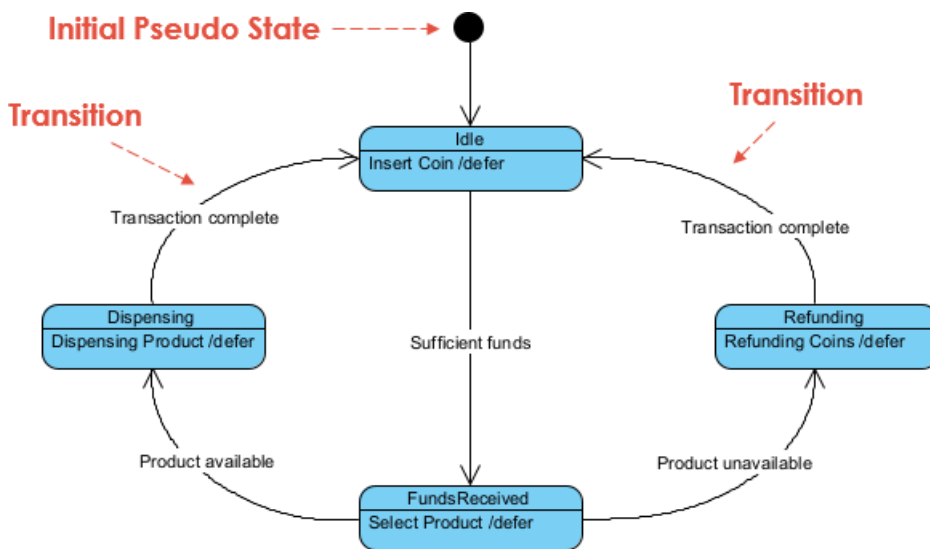 Initial Pseudo State
Transition
Transition
Idle
Insert Coin /defer
Transaction complete
Transaction complete
Dispensing
Dispensing Product /defer
Refunding
Refunding Coins /defer
Sufficient funds
Product available
Product unavailable
FundsReceived
Select Product /defer